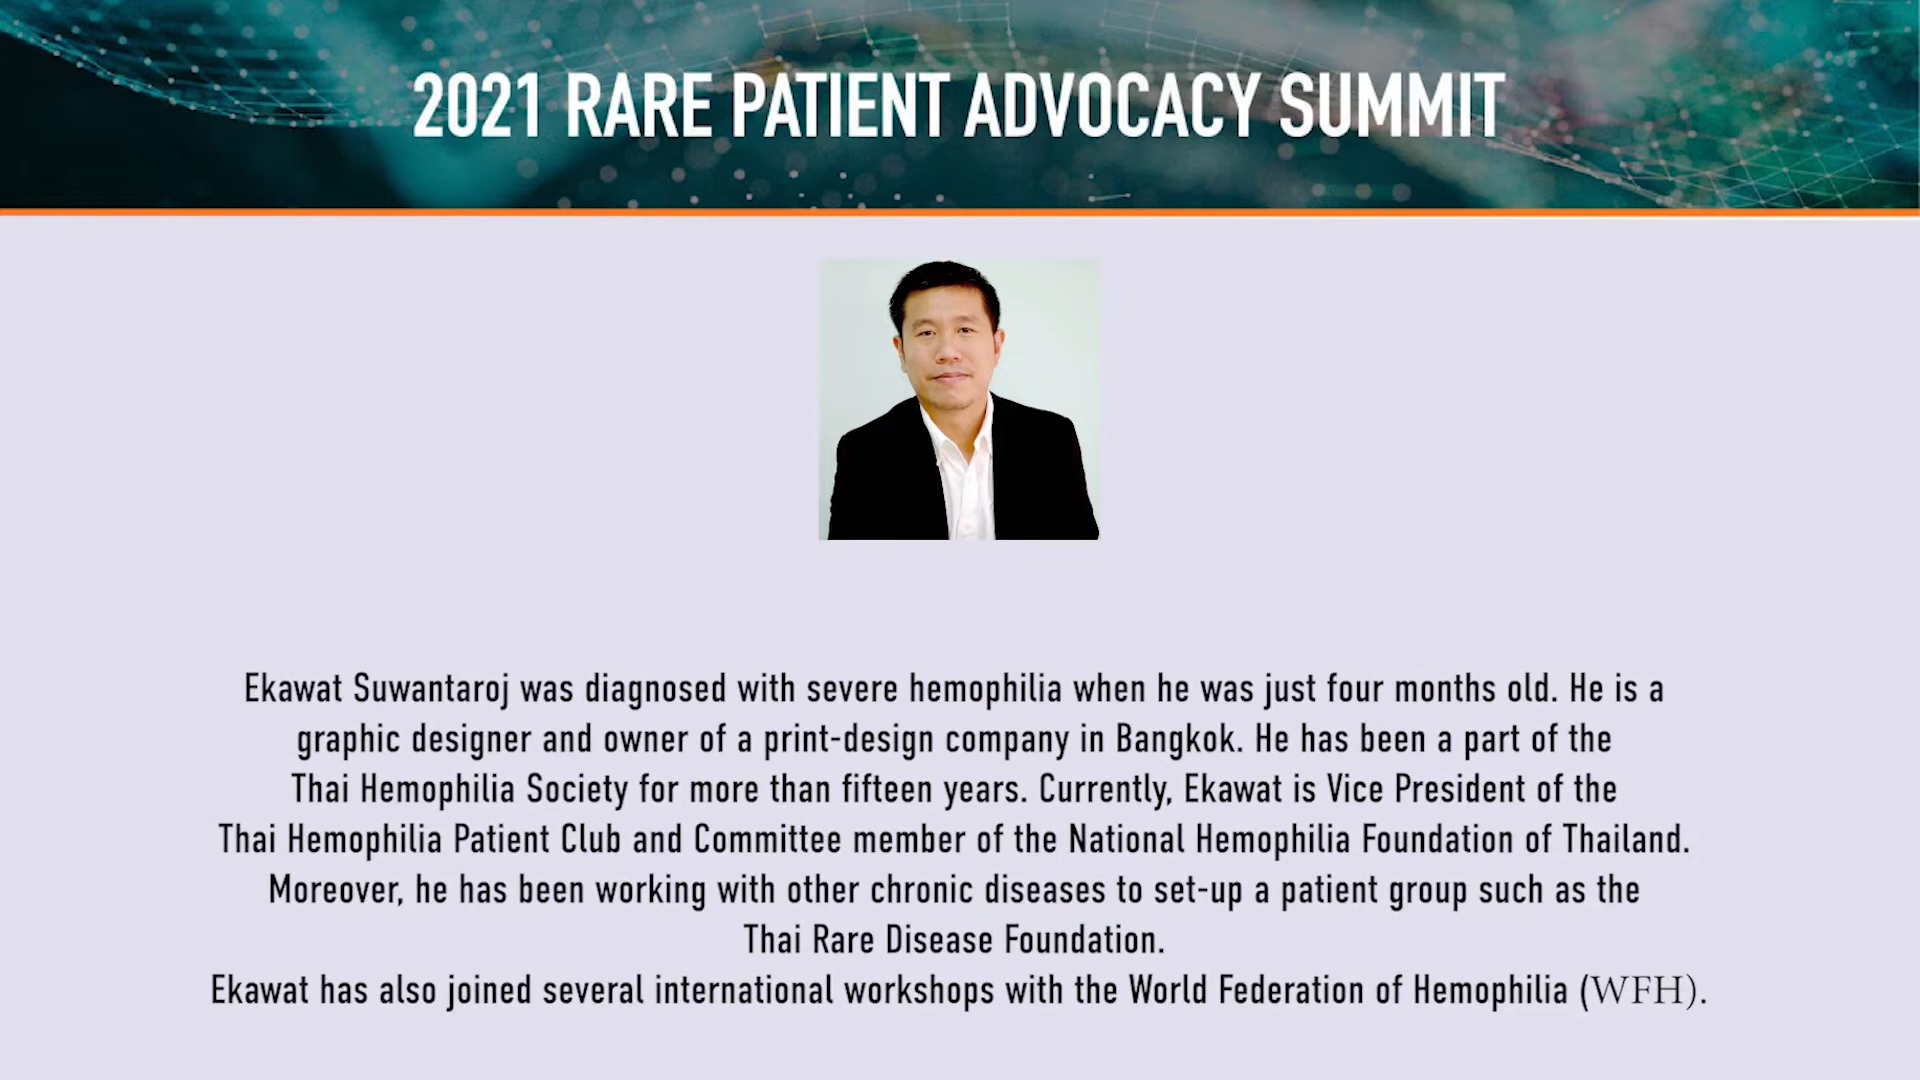 2021 RARE PATIENT ADVOCACY SUMMIT
Ekawat Suwantaroj was diagnosed with severe hemophilia when he was just four months old. He is a
graphic designer and owner of a print-design company in Bangkok. He has been a part of the
Thai Hemophilia Society for more than fifteen years. Currently, Ekawat is Vice President of the
Thai Hemophilia Patient Club and Committee member of the National Hemophilia Foundation of Thailand.
Moreover, he has been working with other chronic diseases to set-up a patient group such as the
Thai Rare Disease Foundation.
Ekawat has also joined several international workshops with the World Federation of Hemophilia (WFH).